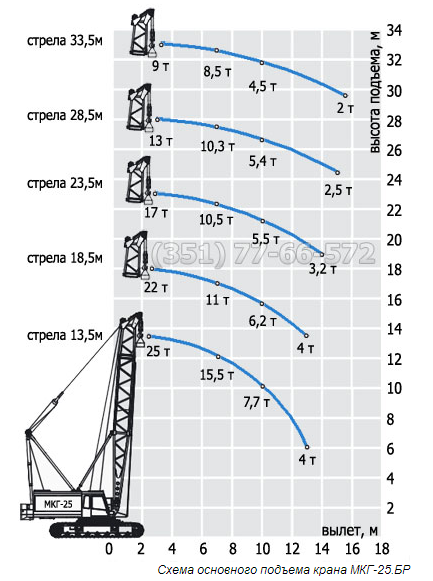 стрела 33,5м
9 т
8,5 т
4,5 т
2 т
стрела 28,5м
13 т
10,3 т
5,4 т
2,5 т
стрела 23,5м
17 т
10,5 т
5,5 т
3,2 т
(351) 77-66-572
стрела 18,5м
22 т
11 т
6,2 т
4 т
стрела 13,5м
25 т
15,5 т
7,7 т
4 т
МКГ-25
высота подъема, м
34
32
30
28
26
24
22
20
18
16
14
12
10
8
6
4
2
вылет, м
0 2 4 6 8 10 12 14 16 18
Схема основного подъема крана МКГ-25.БР